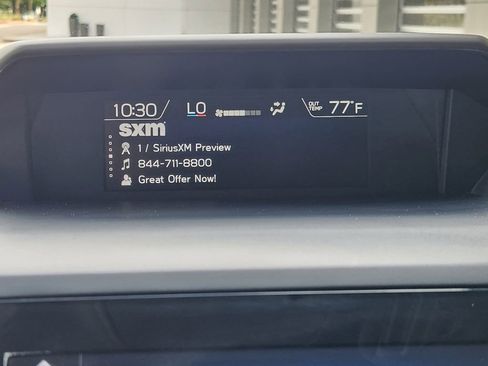 10:30 LO OUT TEMP 77°F
sxm
1 / SiriusXM Preview
844-711-8800
Great Offer Now!